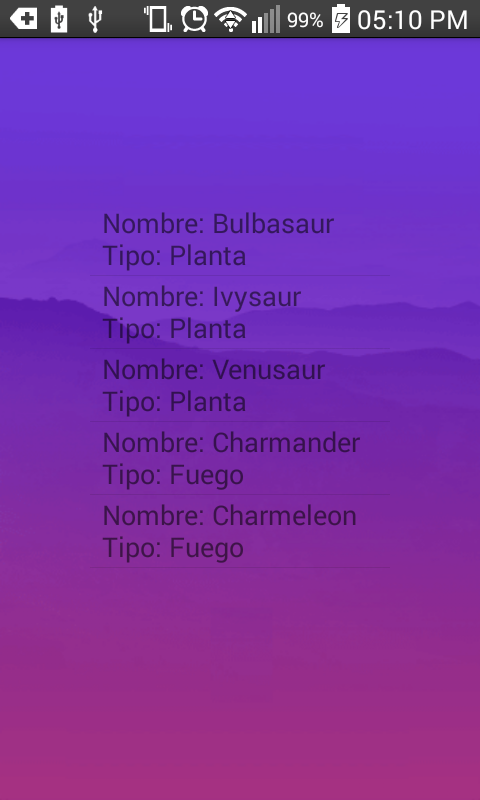 99% 05:10 PM
Nombre: Bulbasaur
Tipo: Planta
Nombre: Ivysaur
Tipo: Planta
Nombre: Venusaur
Tipo: Planta
Nombre: Charmander
Tipo: Fuego
Nombre: Charmeleon
Tipo: Fuego